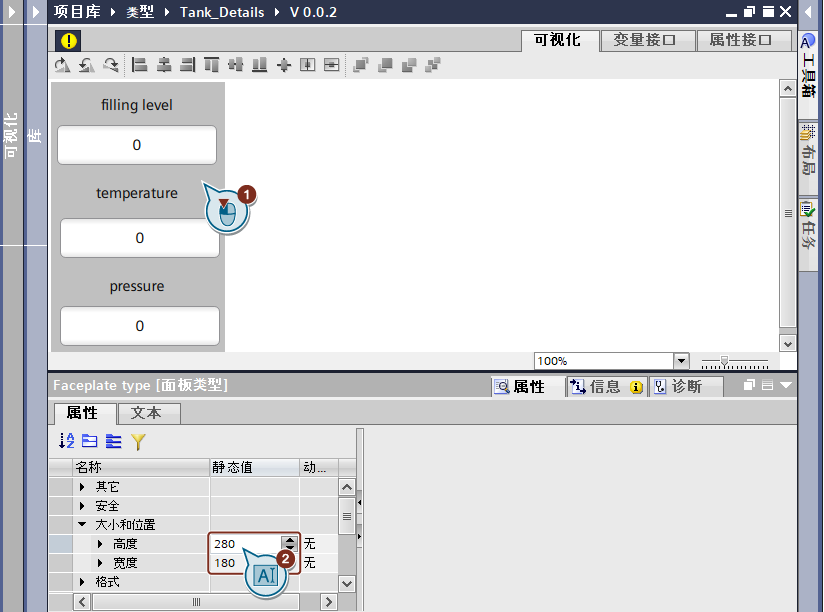 项目库 类型 Tank_Details V 0.0.2
可视化
库
可视化 变量接口 属性接口
filling level
0
temperature
0
pressure
0
1
工具箱
布局
任务
100%
Faceplate type [面板类型]
属性 信息 诊断
属性 文本
名称 静态值 动...
其它
安全
大小和位置
高度 280 无
宽度 180 无
格式
2
AI